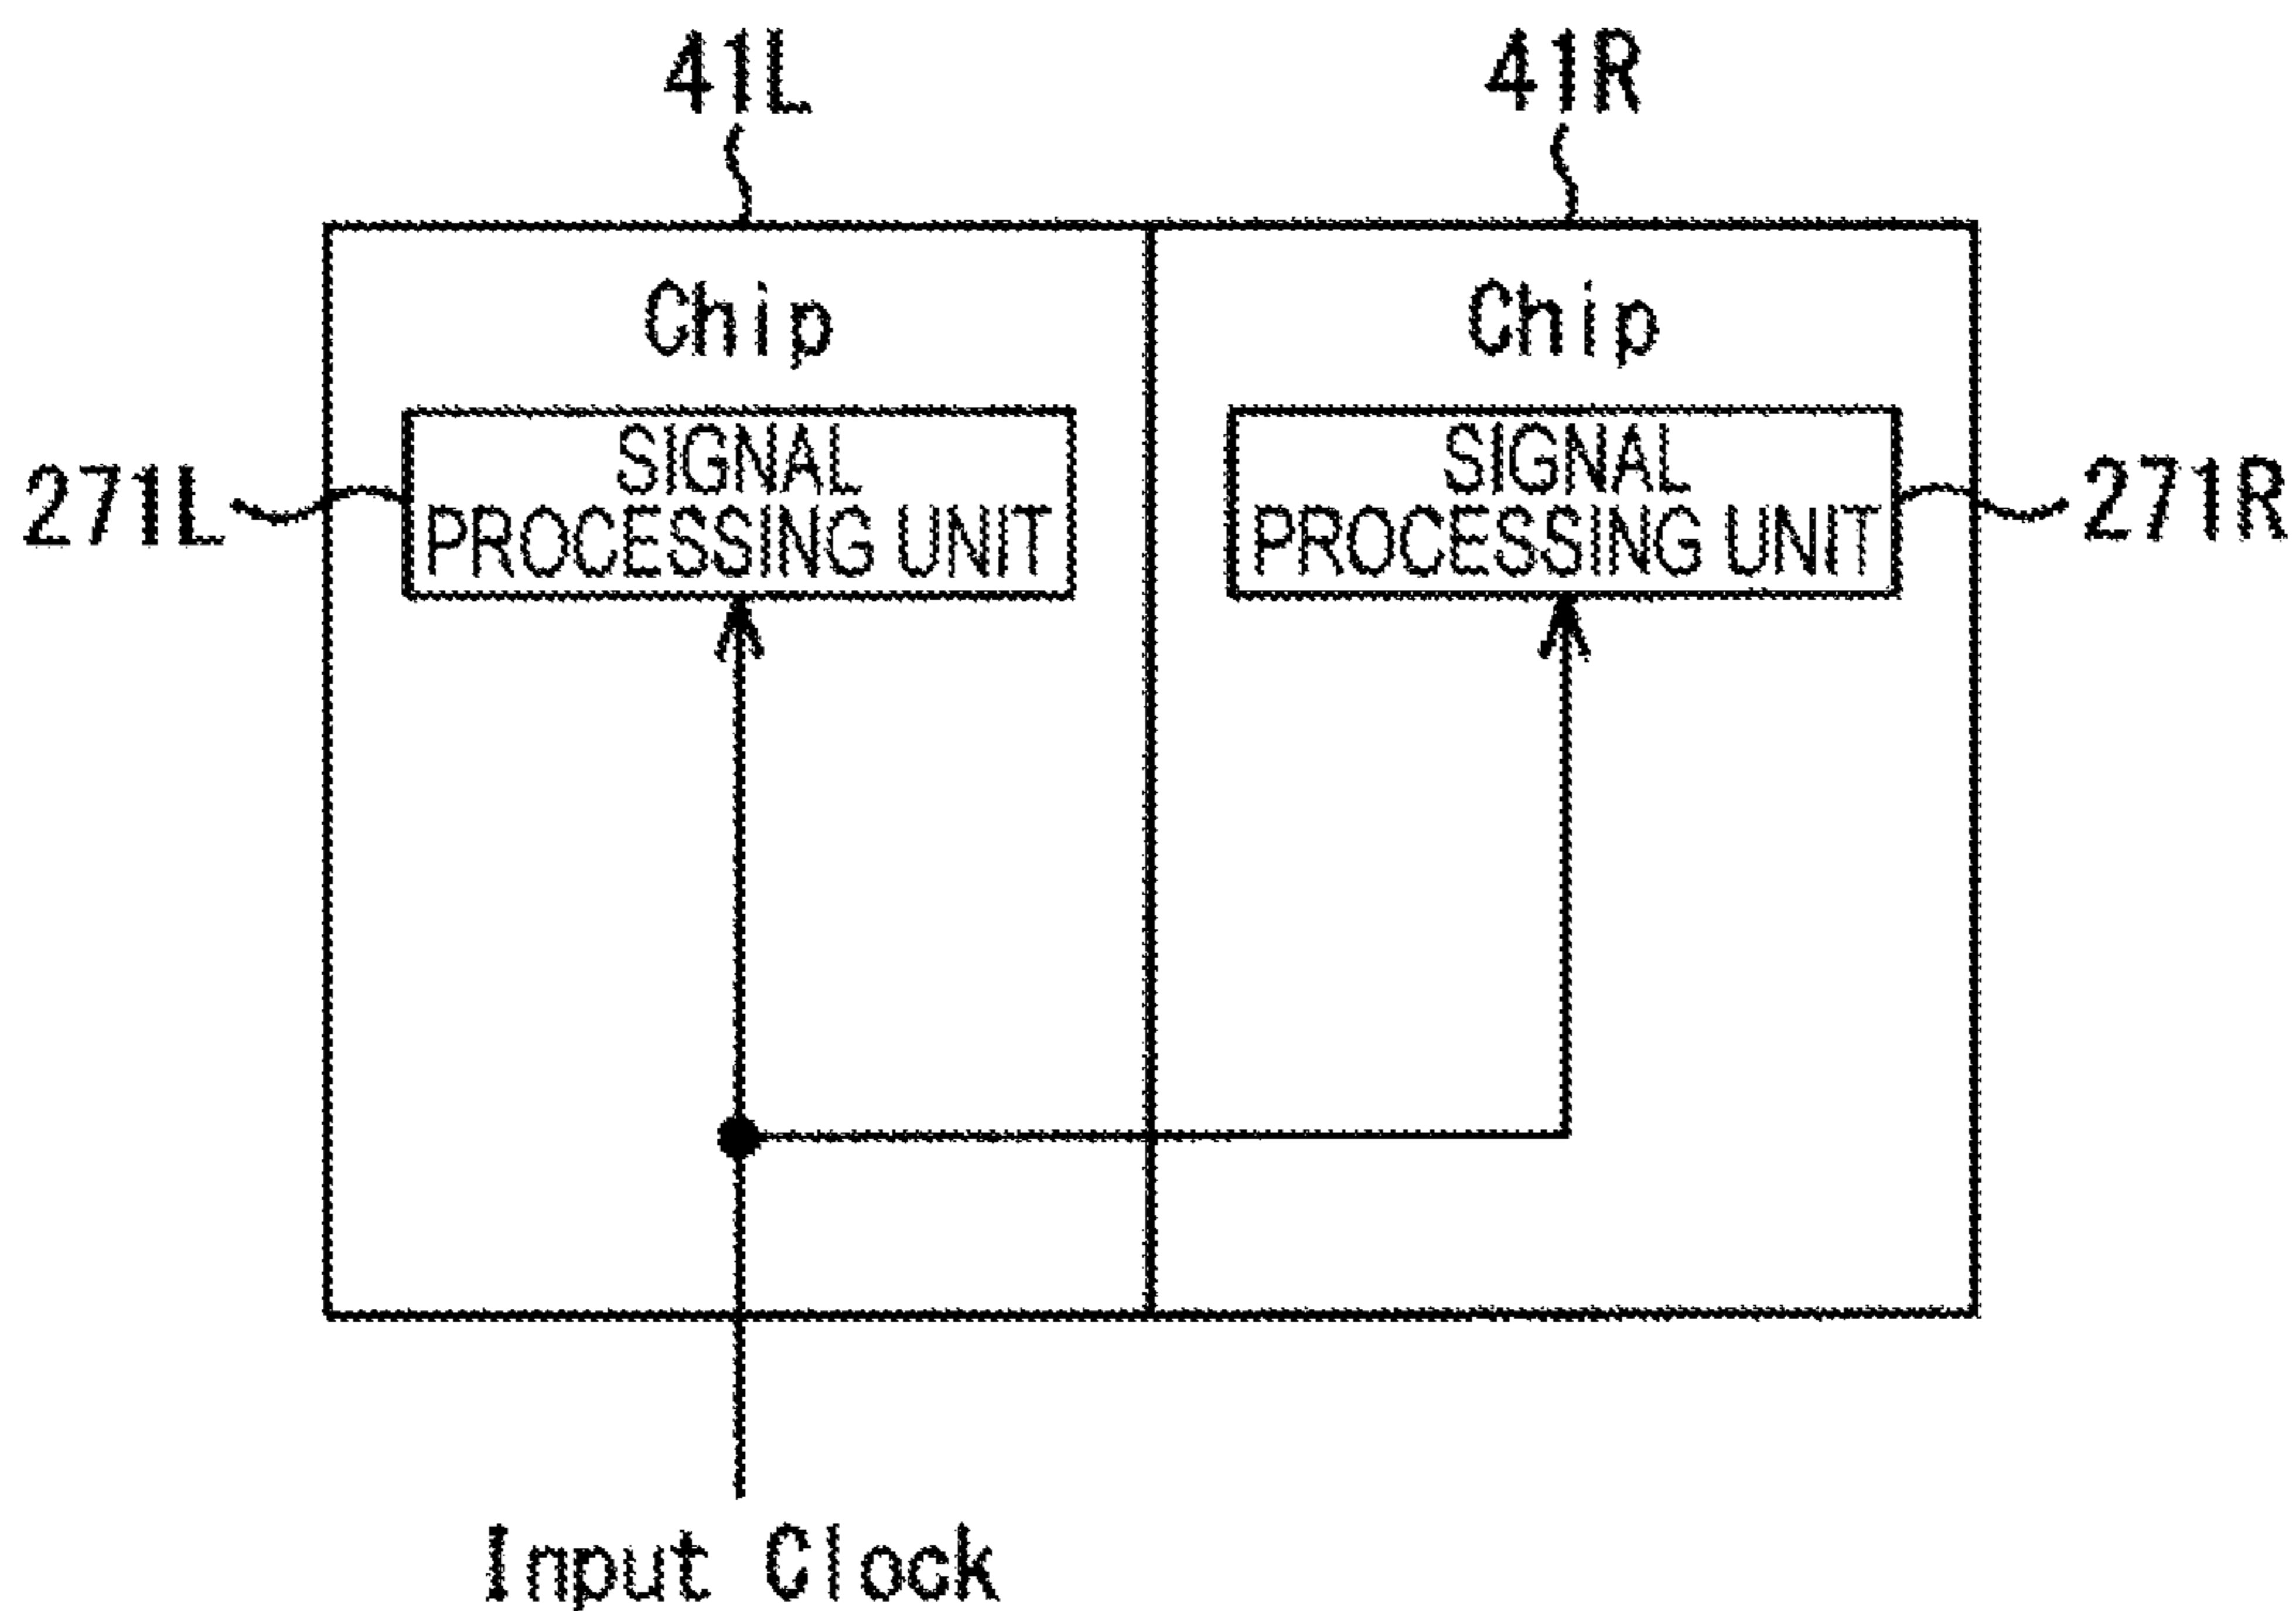 41L 41R
Chip Chip
SIGNAL SIGNAL
271L PROCESSING UNIT PROCESSING UNIT 271R
Input Clock